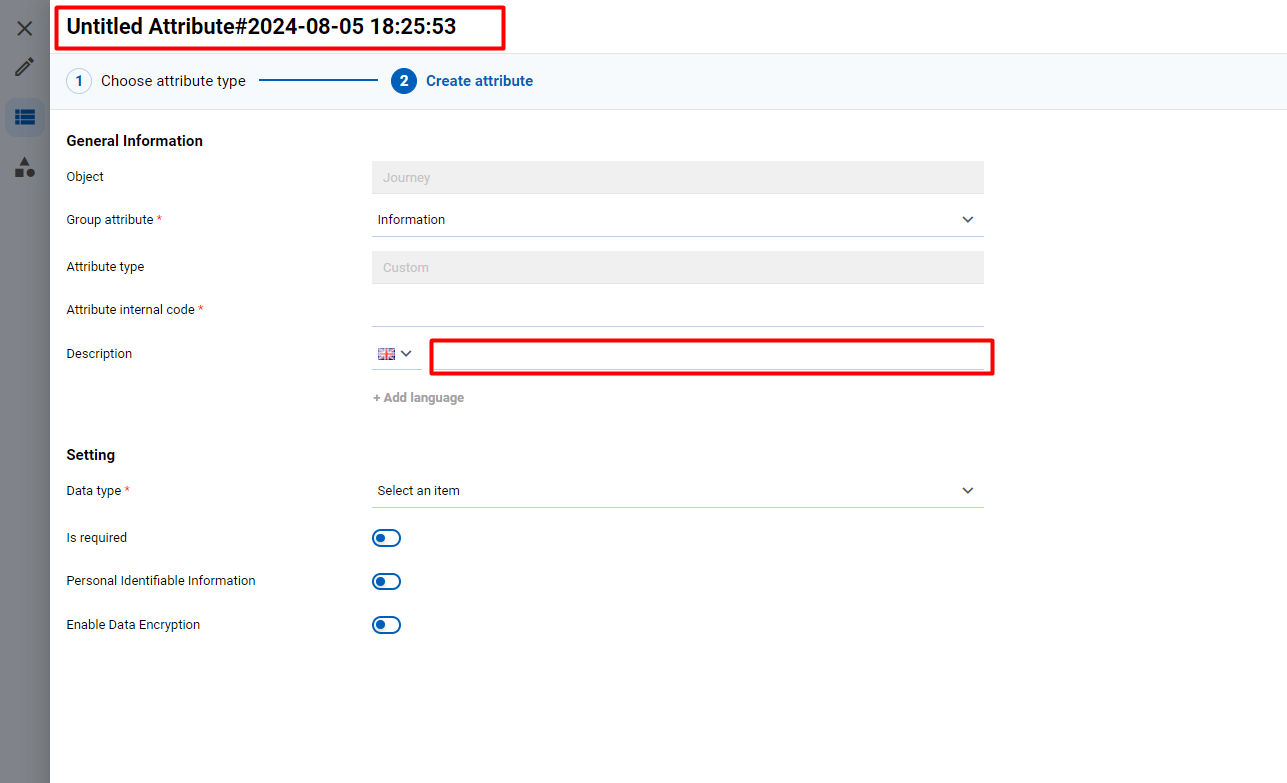 Untitled Attribute#2024-08-05 18:25:53
1 Choose attribute type 2 Create attribute
General Information
Object Journey
Group attribute * Information
Attribute type Custom
Attribute internal code *
Description
+ Add language
Setting
Data type * Select an item
Is required
Personal Identifiable Information
Enable Data Encryption